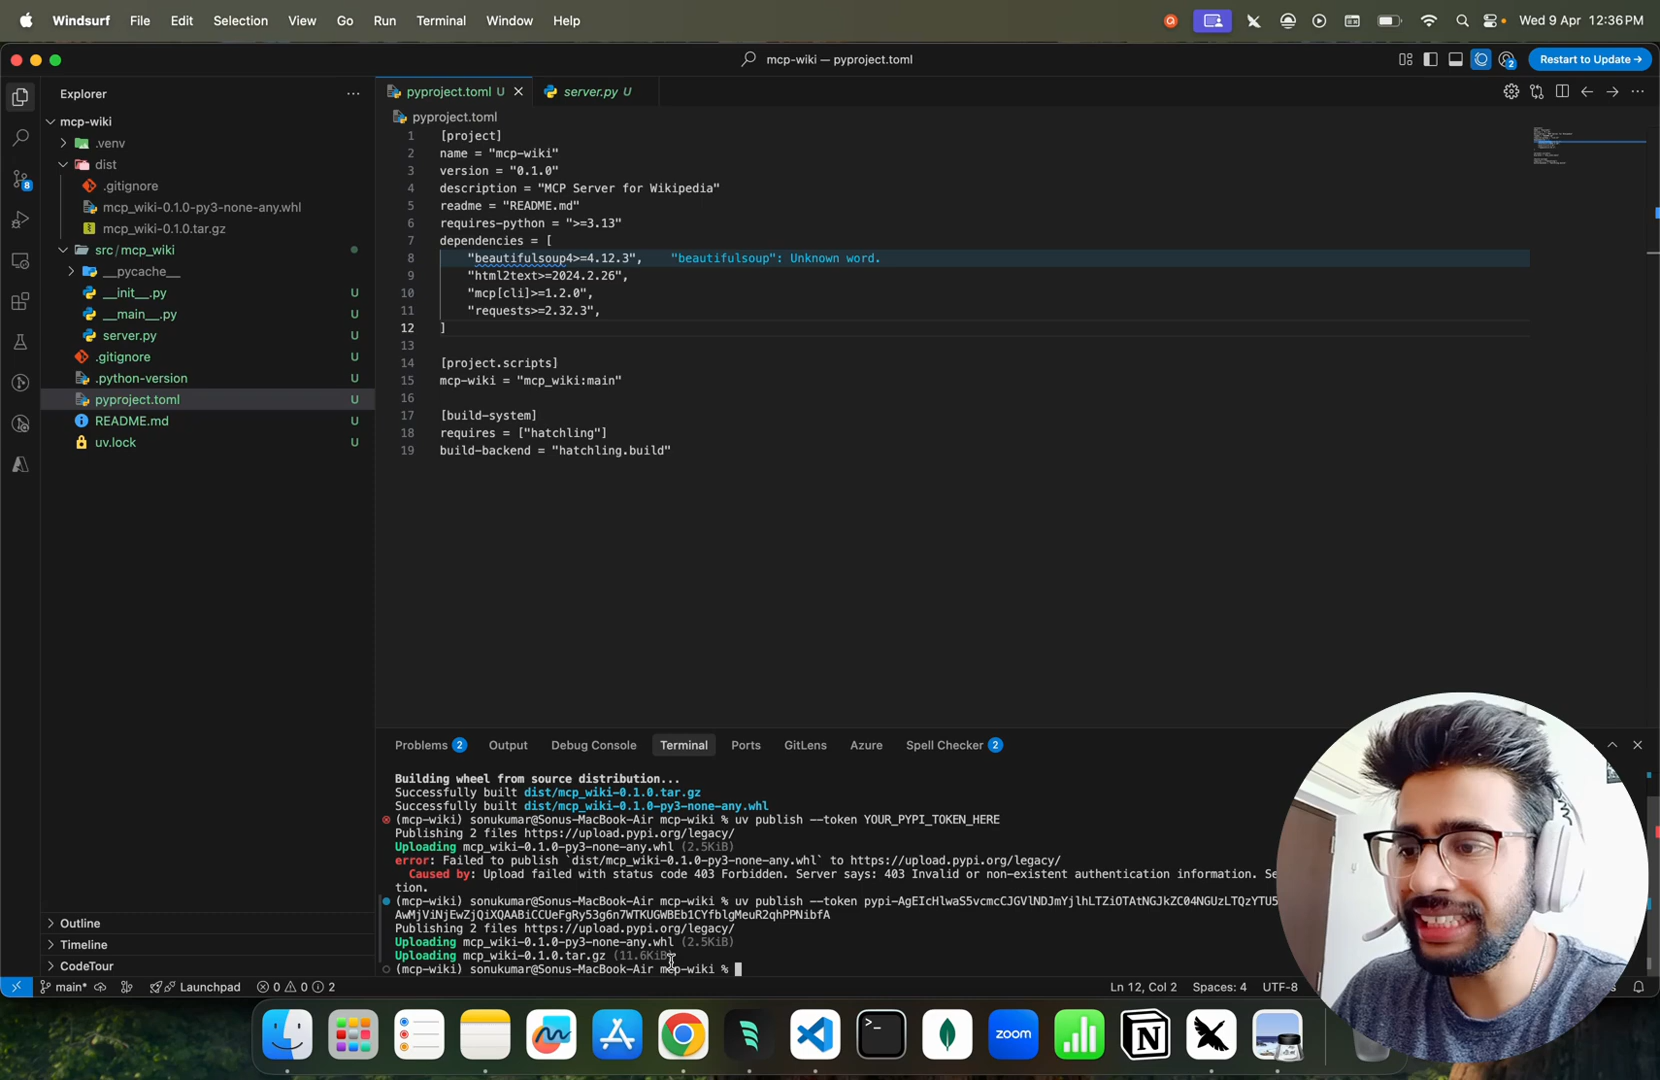 Windsurf File Edit Selection View Go Run Terminal Window Help
Wed 9 Apr 12:36 PM
mcp-wiki — pyproject.toml
Restart to Update →
Explorer
mcp-wiki
.venv
dist
.gitignore
mcp_wiki-0.1.0-py3-none-any.whl
mcp_wiki-0.1.0.tar.gz
src/mcp_wiki
__pycache__
__init__.py U
__main__.py U
server.py U
.gitignore U
.python-version U
pyproject.toml U
README.md U
uv.lock U
Outline
Timeline
CodeTour
8
2
pyproject.toml U
server.py U
pyproject.toml
1 [project]
2 name = "mcp-wiki"
3 version = "0.1.0"
4 description = "MCP Server for Wikipedia"
5 readme = "README.md"
6 requires-python = ">=3.13"
7 dependencies = [
8 "beautifulsoup4>=4.12.3", "beautifulsoup": Unknown word.
9 "html2text>=2024.2.26",
10 "mcp[cli]>=1.2.0",
11 "requests>=2.32.3",
12 ]
13
14 [project.scripts]
15 mcp-wiki = "mcp_wiki:main"
16
17 [build-system]
18 requires = ["hatchling"]
19 build-backend = "hatchling.build"
Problems 2 Output Debug Console Terminal Ports GitLens Azure Spell Checker 2
Building wheel from source distribution...
Successfully built dist/mcp_wiki-0.1.0.tar.gz
Successfully built dist/mcp_wiki-0.1.0-py3-none-any.whl
(mcp-wiki) sonukumar@Sonus-MacBook-Air mcp-wiki % uv publish --token YOUR_PYPI_TOKEN_HERE
Publishing 2 files https://upload.pypi.org/legacy/
Uploading mcp_wiki-0.1.0-py3-none-any.whl (2.5KiB)
error: Failed to publish `dist/mcp_wiki-0.1.0-py3-none-any.whl` to https://upload.pypi.org/legacy/
Caused by: Upload failed with status code 403 Forbidden. Server says: 403 Invalid or non-existent authentication information. Se
tion.
(mcp-wiki) sonukumar@Sonus-MacBook-Air mcp-wiki % uv publish --token
Publishing 2 files https://upload.pypi.org/legacy/
Uploading mcp_wiki-0.1.0-py3-none-any.whl (2.5KiB)
Uploading mcp_wiki-0.1.0.tar.gz (11.6KiB)
(mcp-wiki) sonukumar@Sonus-MacBook-Air mcp-wiki %
main* Launchpad 0 0 2
Ln 12, Col 2 Spaces: 4 UTF-8
zoom